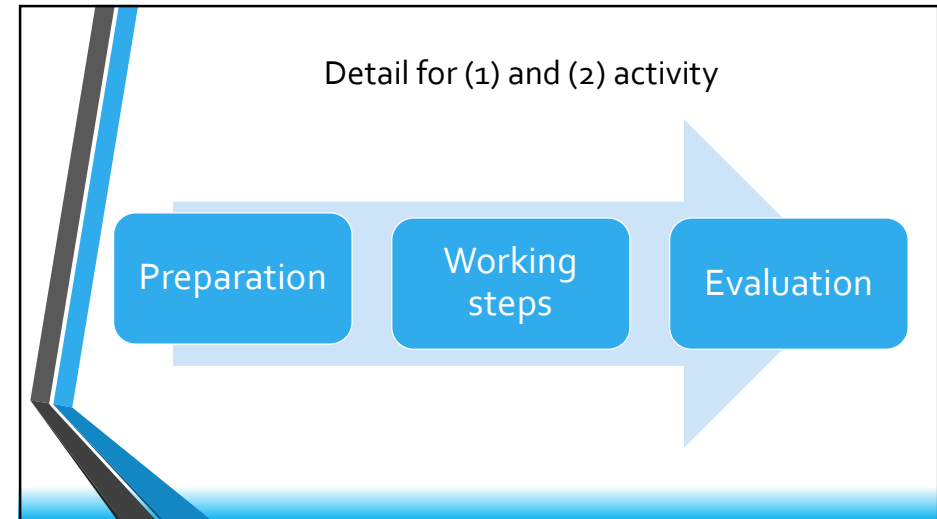 Detail for (1) and (2) activity
Preparation
Working
steps
Evaluation